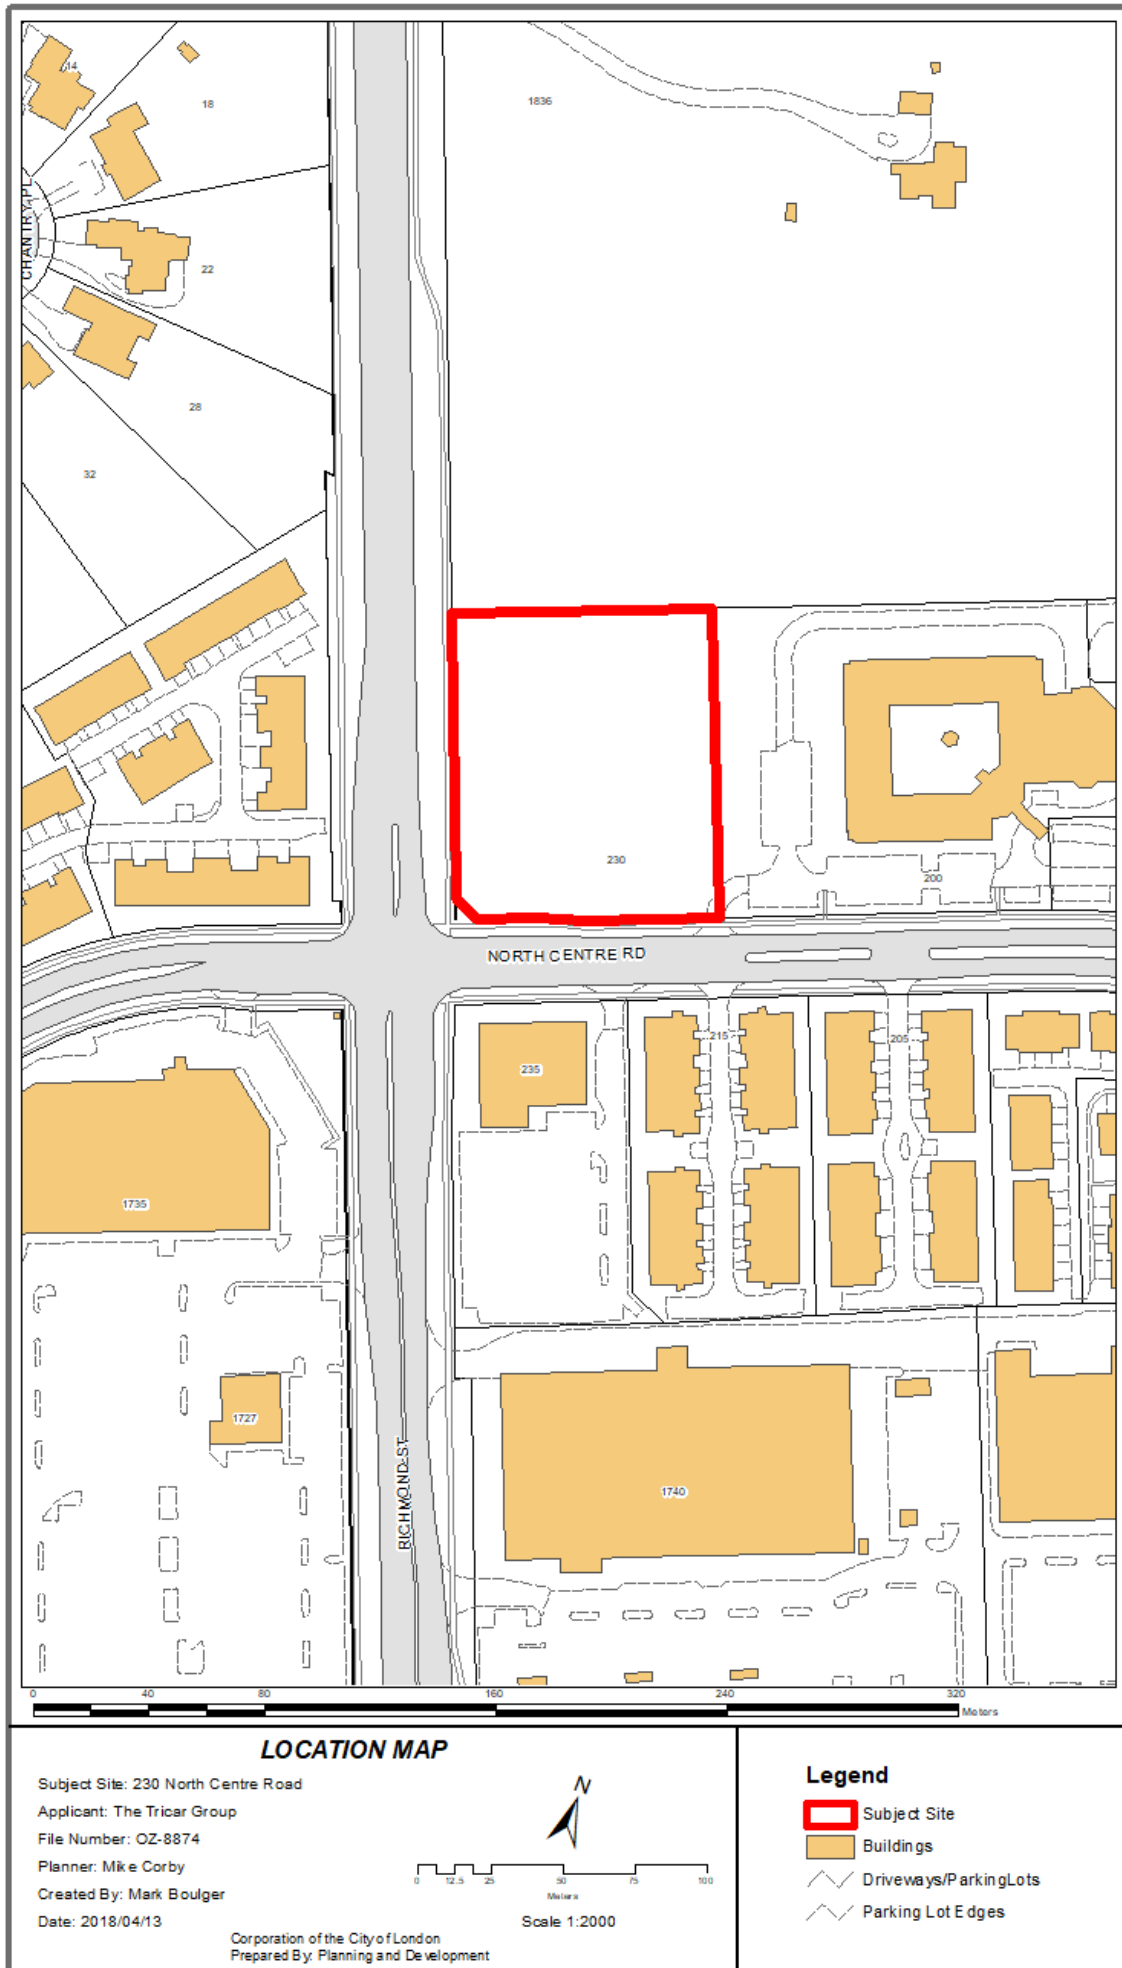 14
18
1836
CHANTRY PL
22
28
32
230
200
NORTH CENTRE RD
215
205
235
1735
1727
1740
RICHMOND ST
0 40 80 160 240 320
Meters
LOCATION MAP
Subject Site: 230 North Centre Road
Applicant: The Tricar Group
File Number: OZ-8874
Planner: Mike Corby
Created By: Mark Boulger
Date: 2018/04/13
Corporation of the City of London
Prepared By: Planning and Development
N
0 12.5 25 50 75 100
Meters
Scale 1:2000
Legend
Subject Site
Buildings
Driveways/ParkingLots
Parking Lot Edges